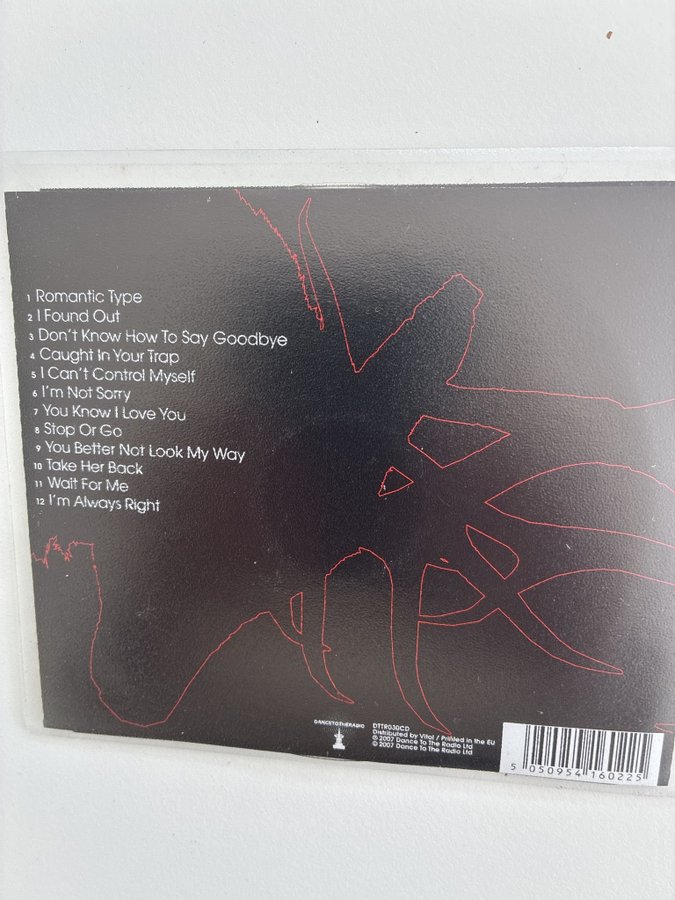 1 Romantic Type
2 I Found Out
3 Don't Know How To Say Goodbye
4 Caught In Your Trap
5 I Can't Control Myself
6 I'm Not Sorry
7 You Know I Love You
8 Stop Or Go
9 You Better Not Look My Way
10 Take Her Back
11 Wait For Me
12 I'm Always Right
DANCETOTHERADIO
DTTR030CD
Distributed by Vital / Printed in the EU
℗ 2007 Dance To The Radio Ltd
© 2007 Dance To The Radio Ltd
5 050954 160225